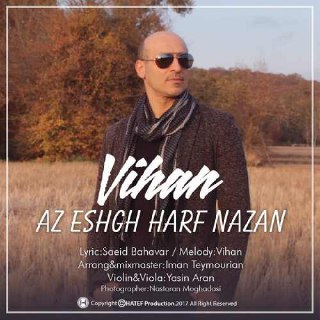 Vihan
AZ ESHGH HARF NAZAN
Lyric:Saeid Bahavar / Melody:Vihan
Arrang&mixmaster:Iman Teymourian
Violin&Viola:Yasin Aran
Photographer:Nastaran Moghadasi
H Copyright ©HATEF Production.2017 All Right Reserved